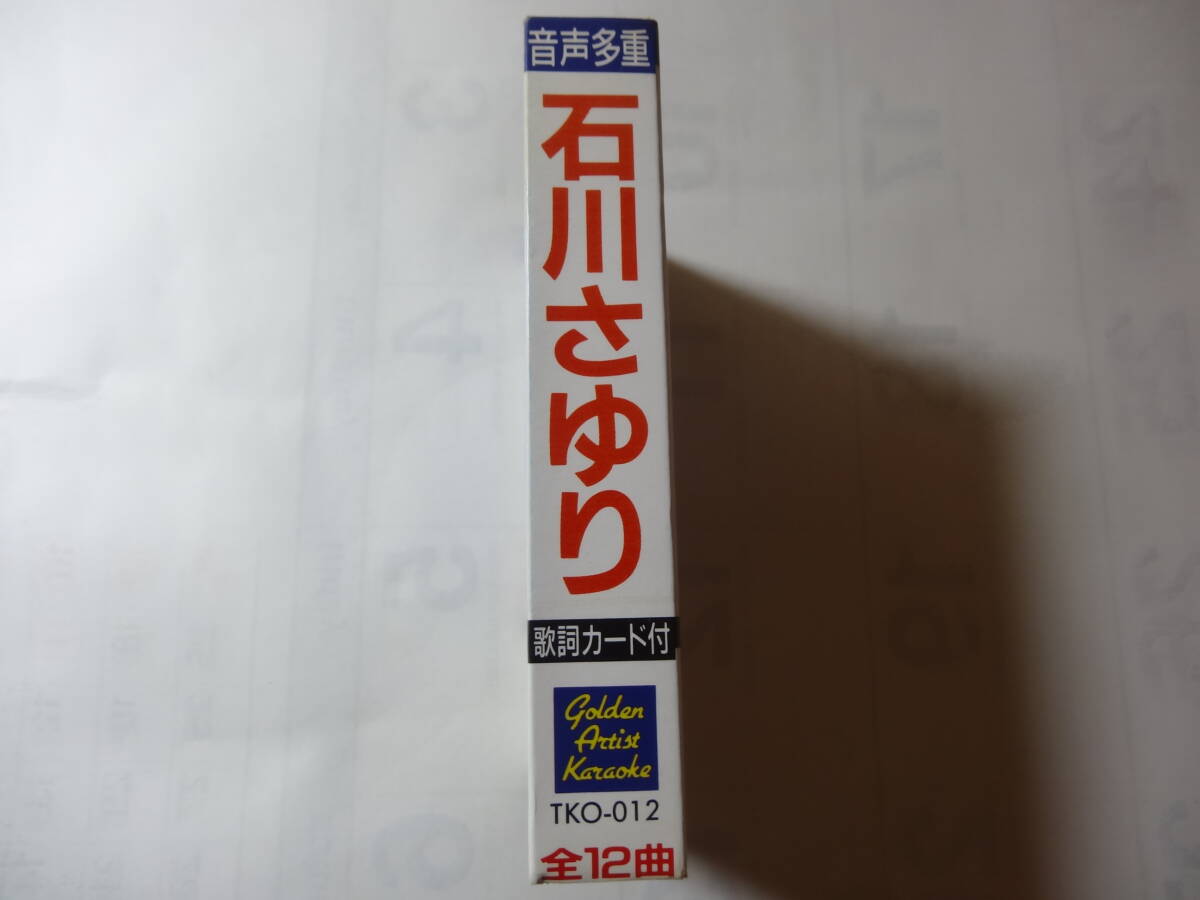 音声多重
石川さゆり
歌詞カード付
Golden
Artist
Karaoke
TKO-012
全12曲